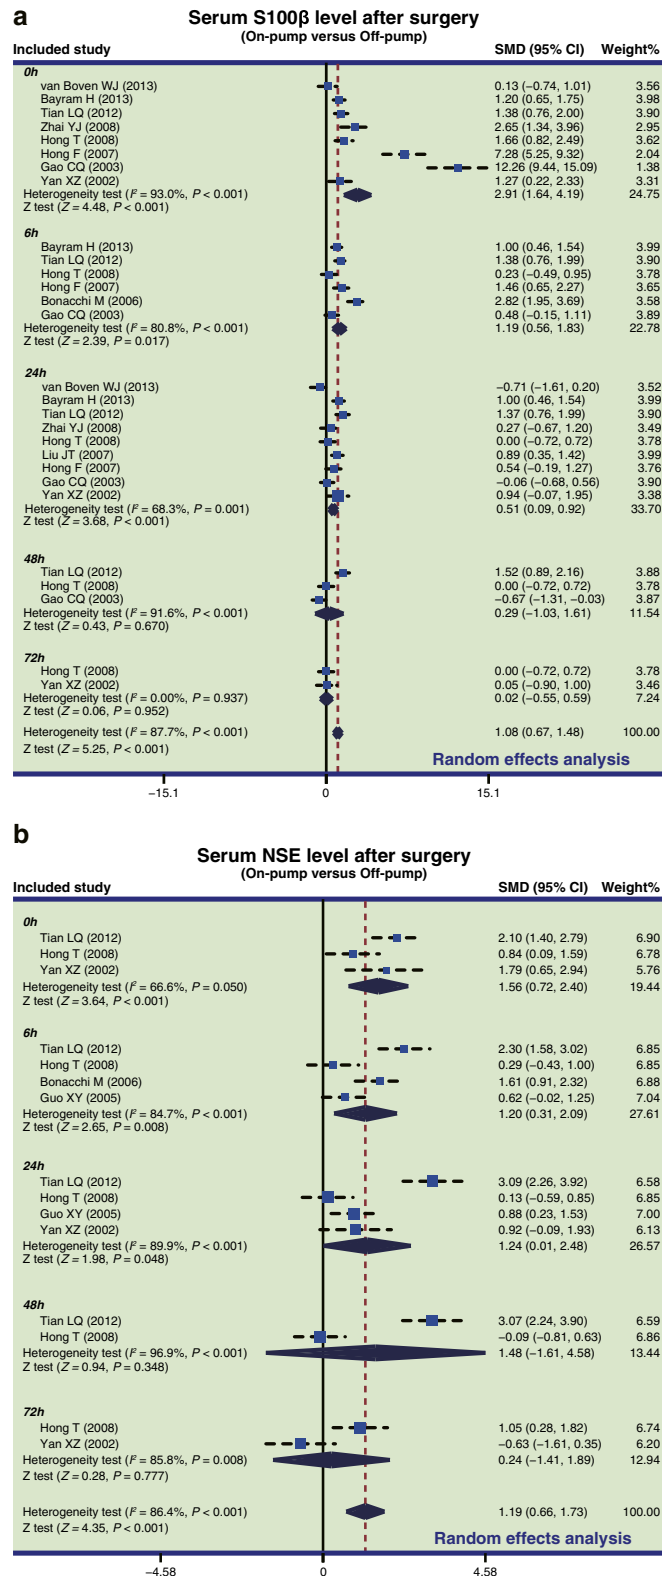 a
Serum S100β level after surgery
(On-pump versus Off-pump)
Included study SMD (95% CI) Weight%
0h
van Boven WJ (2013) 0.13 (−0.74, 1.01) 3.56
Bayram H (2013) 1.20 (0.65, 1.75) 3.98
Tian LQ (2012) 1.38 (0.76, 2.00) 3.90
Zhai YJ (2008) 2.65 (1.34, 3.96) 2.95
Hong T (2008) 1.66 (0.82, 2.49) 3.62
Hong F (2007) 7.28 (5.25, 9.32) 2.04
Gao CQ (2003) 12.26 (9.44, 15.09) 1.38
Yan XZ (2002) 1.27 (0.22, 2.33) 3.31
Heterogeneity test (I² = 93.0%, P < 0.001) 2.91 (1.64, 4.19) 24.75
Z test (Z = 4.48, P < 0.001)
6h
Bayram H (2013) 1.00 (0.46, 1.54) 3.99
Tian LQ (2012) 1.38 (0.76, 1.99) 3.90
Hong T (2008) 0.23 (−0.49, 0.95) 3.78
Hong F (2007) 1.46 (0.65, 2.27) 3.65
Bonacchi M (2006) 2.82 (1.95, 3.69) 3.58
Gao CQ (2003) 0.48 (−0.15, 1.11) 3.89
Heterogeneity test (I² = 80.8%, P < 0.001) 1.19 (0.56, 1.83) 22.78
Z test (Z = 2.39, P = 0.017)
24h
van Boven WJ (2013) −0.71 (−1.61, 0.20) 3.52
Bayram H (2013) 1.00 (0.46, 1.54) 3.99
Tian LQ (2012) 1.37 (0.76, 1.99) 3.90
Zhai YJ (2008) 0.27 (−0.67, 1.20) 3.49
Hong T (2008) 0.00 (−0.72, 0.72) 3.78
Liu JT (2007) 0.89 (0.35, 1.42) 3.99
Hong F (2007) 0.54 (−0.19, 1.27) 3.76
Gao CQ (2003) −0.06 (−0.68, 0.56) 3.90
Yan XZ (2002) 0.94 (−0.07, 1.95) 3.38
Heterogeneity test (I² = 68.3%, P = 0.001) 0.51 (0.09, 0.92) 33.70
Z test (Z = 3.68, P < 0.001)
48h
Tian LQ (2012) 1.52 (0.89, 2.16) 3.88
Hong T (2008) 0.00 (−0.72, 0.72) 3.78
Gao CQ (2003) −0.67 (−1.31, −0.03) 3.87
Heterogeneity test (I² = 91.6%, P < 0.001) 0.29 (−1.03, 1.61) 11.54
Z test (Z = 0.43, P = 0.670)
72h
Hong T (2008) 0.00 (−0.72, 0.72) 3.78
Yan XZ (2002) 0.05 (−0.90, 1.00) 3.46
Heterogeneity test (I² = 0.00%, P = 0.937) 0.02 (−0.55, 0.59) 7.24
Z test (Z = 0.06, P = 0.952)
Heterogeneity test (I² = 87.7%, P < 0.001) 1.08 (0.67, 1.48) 100.00
Z test (Z = 5.25, P < 0.001)
Random effects analysis
−15.1 0 15.1
b
Serum NSE level after surgery
(On-pump versus Off-pump)
Included study SMD (95% CI) Weight%
0h
Tian LQ (2012) 2.10 (1.40, 2.79) 6.90
Hong T (2008) 0.84 (0.09, 1.59) 6.78
Yan XZ (2002) 1.79 (0.65, 2.94) 5.76
Heterogeneity test (I² = 66.6%, P = 0.050) 1.56 (0.72, 2.40) 19.44
Z test (Z = 3.64, P < 0.001)
6h
Tian LQ (2012) 2.30 (1.58, 3.02) 6.85
Hong T (2008) 0.29 (−0.43, 1.00) 6.85
Bonacchi M (2006) 1.61 (0.91, 2.32) 6.88
Guo XY (2005) 0.62 (−0.02, 1.25) 7.04
Heterogeneity test (I² = 84.7%, P < 0.001) 1.20 (0.31, 2.09) 27.61
Z test (Z = 2.65, P = 0.008)
24h
Tian LQ (2012) 3.09 (2.26, 3.92) 6.58
Hong T (2008) 0.13 (−0.59, 0.85) 6.85
Guo XY (2005) 0.88 (0.23, 1.53) 7.00
Yan XZ (2002) 0.92 (−0.09, 1.93) 6.13
Heterogeneity test (I² = 89.9%, P < 0.001) 1.24 (0.01, 2.48) 26.57
Z test (Z = 1.98, P = 0.048)
48h
Tian LQ (2012) 3.07 (2.24, 3.90) 6.59
Hong T (2008) −0.09 (−0.81, 0.63) 6.86
Heterogeneity test (I² = 96.9%, P < 0.001) 1.48 (−1.61, 4.58) 13.44
Z test (Z = 0.94, P = 0.348)
72h
Hong T (2008) 1.05 (0.28, 1.82) 6.74
Yan XZ (2002) −0.63 (−1.61, 0.35) 6.20
Heterogeneity test (I² = 85.8%, P = 0.008) 0.24 (−1.41, 1.89) 12.94
Z test (Z = 0.28, P = 0.777)
Heterogeneity test (I² = 86.4%, P < 0.001) 1.19 (0.66, 1.73) 100.00
Z test (Z = 4.35, P < 0.001)
Random effects analysis
−4.58 0 4.58